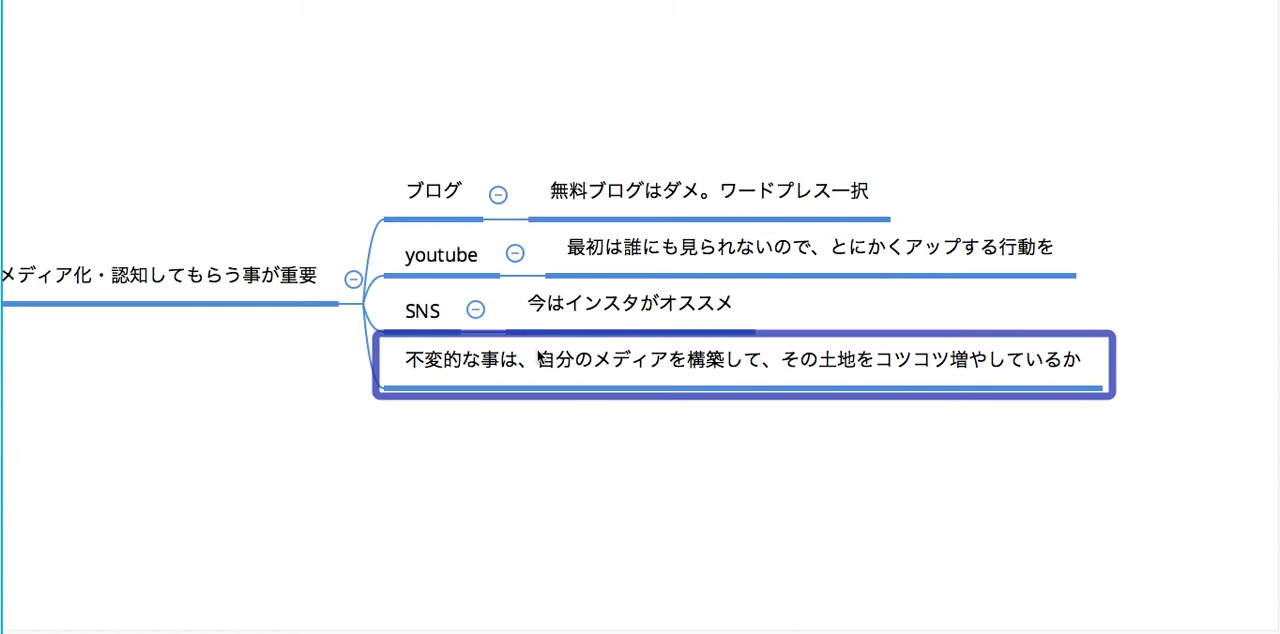 メディア化・認知してもらう事が重要
ブログ
無料ブログはダメ。ワードプレス一択
youtube
最初は誰にも見られないので、とにかくアップする行動を
SNS
今はインスタがオススメ
不変的な事は、自分のメディアを構築して、その土地をコツコツ増やしているか